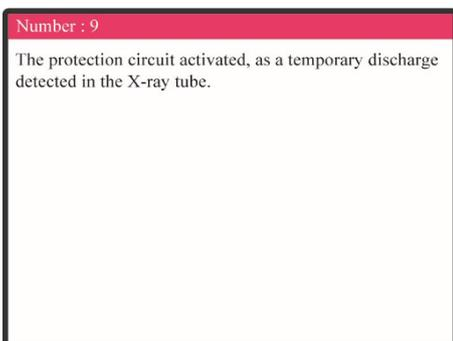 Number : 9
The protection circuit activated, as a temporary discharge
detected in the X-ray tube.